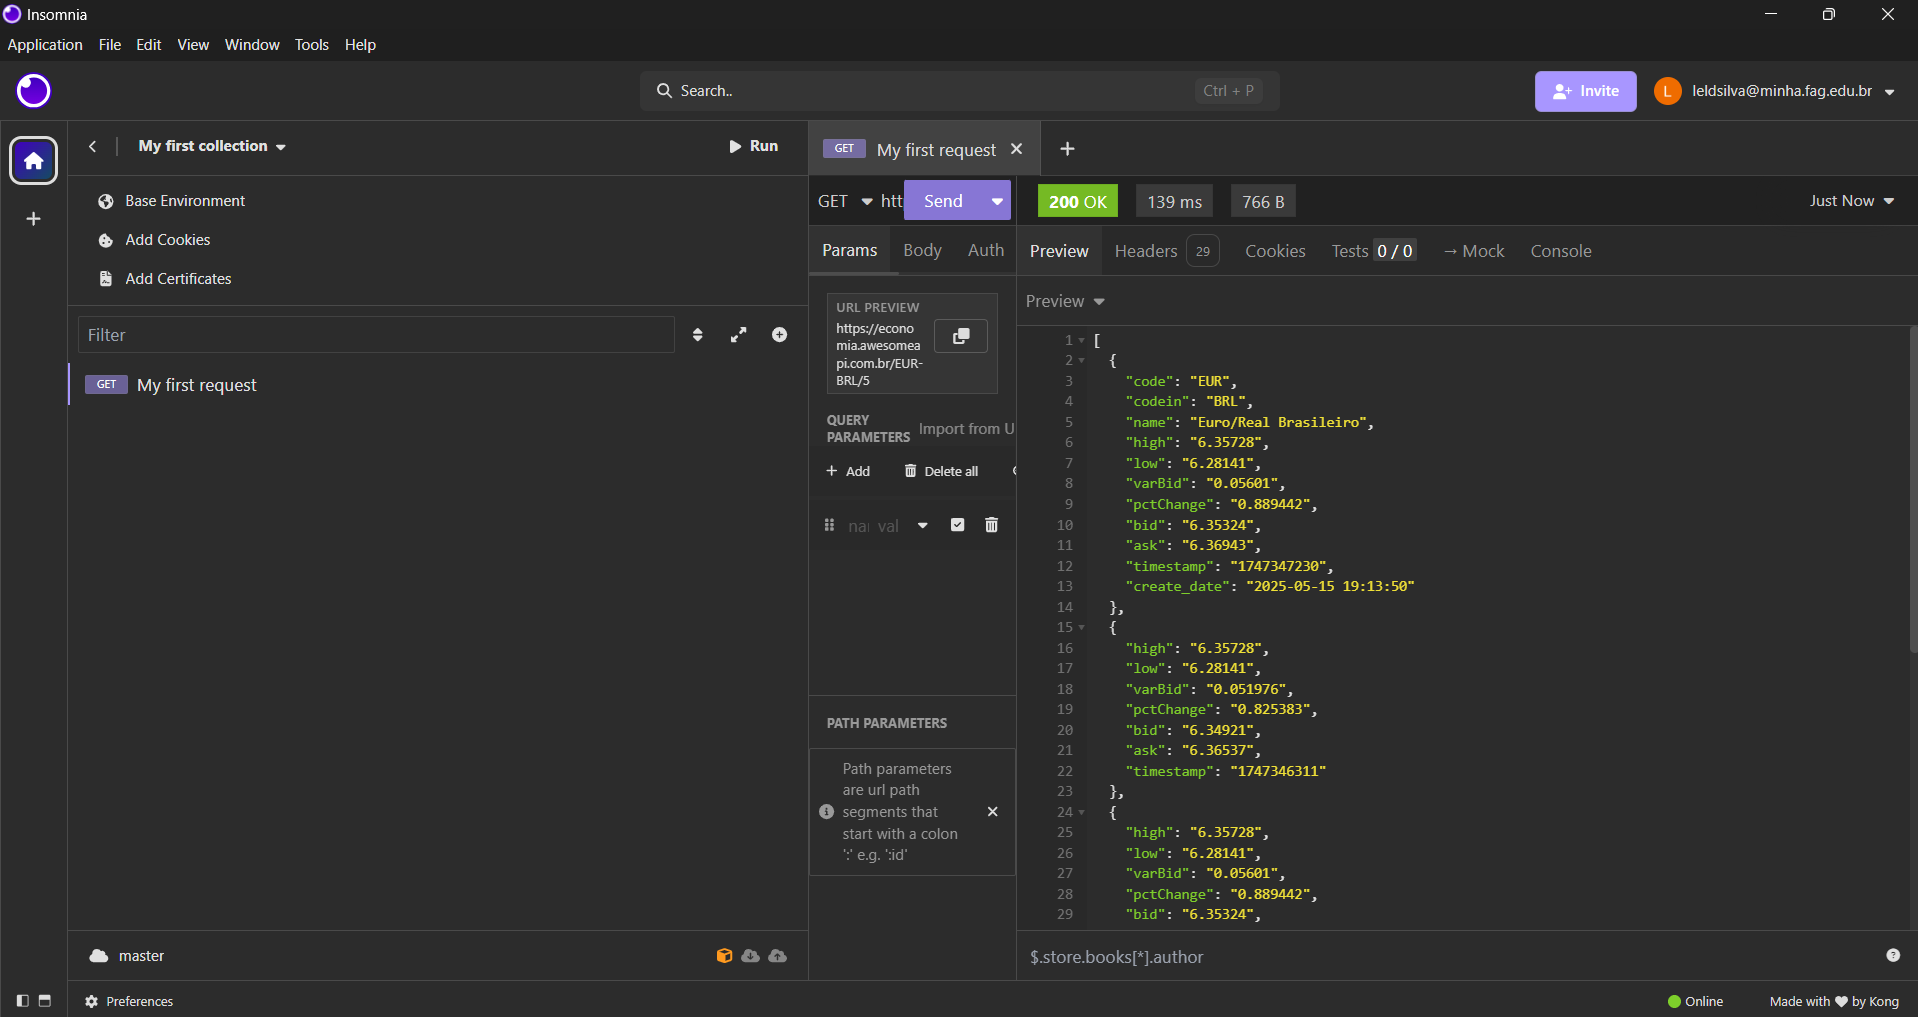 Insomnia
Application File Edit View Window Tools Help
Search.. Ctrl + P
Invite
L leldsilva@minha.fag.edu.br
My first collection
Run
GET My first request
Base Environment
Add Cookies
Add Certificates
Filter
GET My first request
GET htt Send
200 OK 139 ms 766 B
Just Now
Params Body Auth
Preview Headers 29 Cookies Tests 0 / 0 → Mock Console
URL PREVIEW
https://econo
mia.awesomea
pi.com.br/EUR-
BRL/5
QUERY
PARAMETERS
Import from U
+ Add Delete all
nai val
PATH PARAMETERS
Path parameters
are url path
segments that
start with a colon
':' e.g. ':id'
Preview
1 [
2 {
3 "code": "EUR",
4 "codein": "BRL",
5 "name": "Euro/Real Brasileiro",
6 "high": "6.35728",
7 "low": "6.28141",
8 "varBid": "0.05601",
9 "pctChange": "0.889442",
10 "bid": "6.35324",
11 "ask": "6.36943",
12 "timestamp": "1747347230",
13 "create_date": "2025-05-15 19:13:50"
14 },
15 {
16 "high": "6.35728",
17 "low": "6.28141",
18 "varBid": "0.051976",
19 "pctChange": "0.825383",
20 "bid": "6.34921",
21 "ask": "6.36537",
22 "timestamp": "1747346311"
23 },
24 {
25 "high": "6.35728",
26 "low": "6.28141",
27 "varBid": "0.05601",
28 "pctChange": "0.889442",
29 "bid": "6.35324",
master
$.store.books[*].author
Preferences
Online
Made with ♥ by Kong